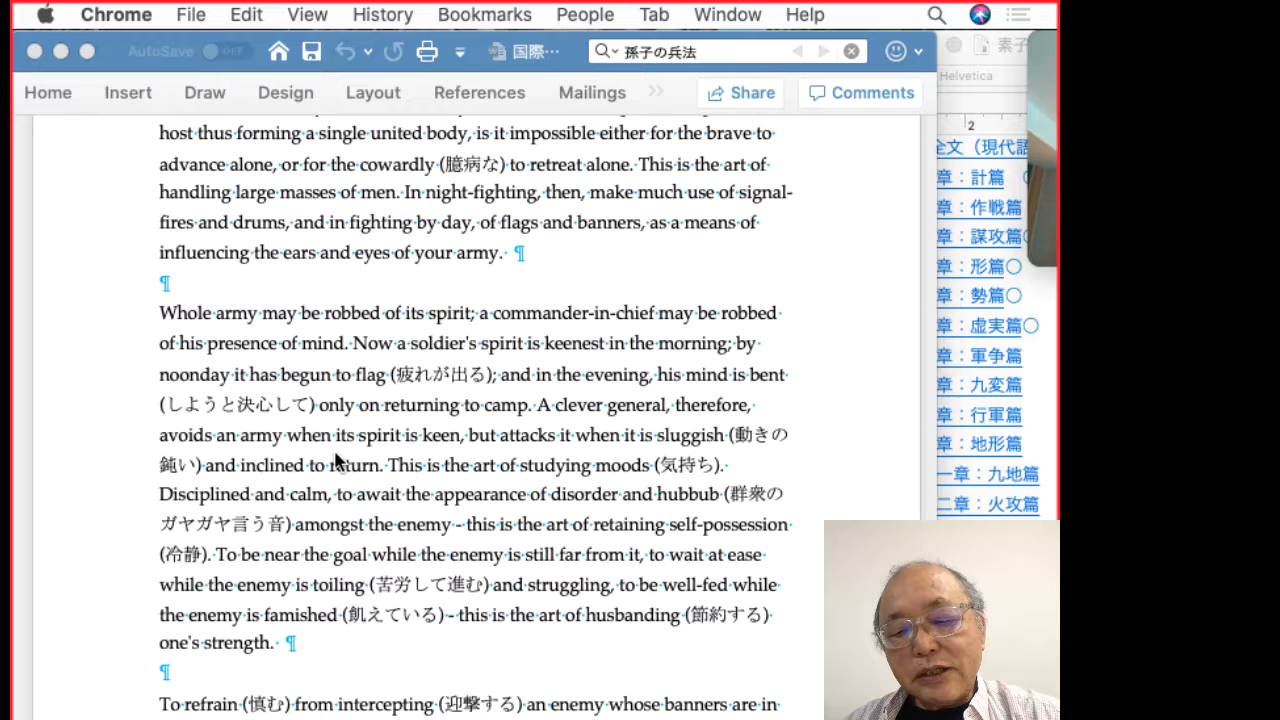 Chrome File Edit View History Bookmarks People Tab Window Help
AutoSave OFF 国際… 孫子の兵法
Home Insert Draw Design Layout References Mailings Share Comments
Helvetica
2
host thus forming a single united body, is it impossible either for the brave to
advance alone, or for the cowardly (臆病な) to retreat alone. This is the art of
handling large masses of men. In night-fighting, then, make much use of signal-
fires and drums, and in fighting by day, of flags and banners, as a means of
influencing the ears and eyes of your army. ¶
¶
Whole army may be robbed of its spirit; a commander-in-chief may be robbed
of his presence of mind. Now a soldier's spirit is keenest in the morning; by
noonday it has begun to flag (疲れが出る); and in the evening, his mind is bent
(しようと決心して) only on returning to camp. A clever general, therefore,
avoids an army when its spirit is keen, but attacks it when it is sluggish (動きの
鈍い) and inclined to return. This is the art of studying moods (気持ち).
Disciplined and calm, to await the appearance of disorder and hubbub (群衆の
ガヤガヤ言う音) amongst the enemy - this is the art of retaining self-possession
(冷静). To be near the goal while the enemy is still far from it, to wait at ease
while the enemy is toiling (苦労して進む) and struggling, to be well-fed while
the enemy is famished (飢えている) - this is the art of husbanding (節約する)
one's strength. ¶
¶
To refrain (慎む) from intercepting (迎撃する) an enemy whose banners are in
全文（現代語
章：計篇
章：作戦篇
章：謀攻篇
章：形篇〇
章：勢篇〇
章：虚実篇〇
章：軍争篇
章：九変篇
章：行軍篇
章：地形篇
一章：九地篇
二章：火攻篇